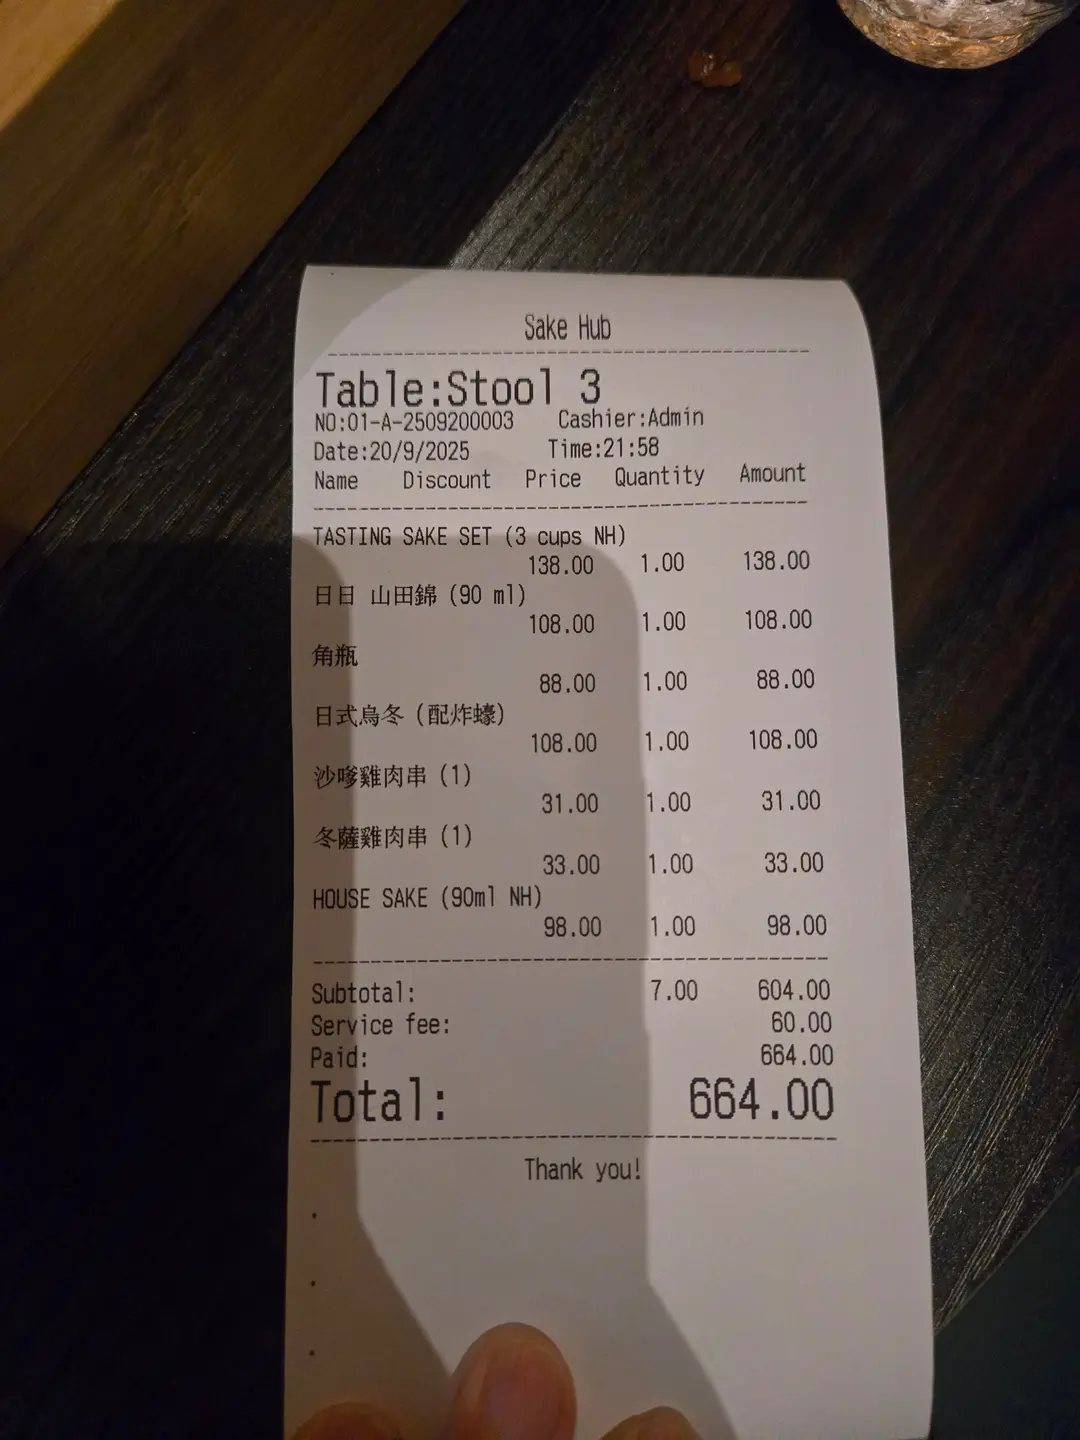 Sake Hub
Table:Stool 3
NO:01-A-2509200003 Cashier:Admin
Date:20/9/2025 Time:21:58
Name Discount Price Quantity Amount
TASTING SAKE SET (3 cups NH)
138.00 1.00 138.00
日日 山田錦 (90 ml)
108.00 1.00 108.00
角瓶
88.00 1.00 88.00
日式烏冬 (配炸蠔)
108.00 1.00 108.00
沙嗲雞肉串 (1)
31.00 1.00 31.00
冬薩雞肉串 (1)
33.00 1.00 33.00
HOUSE SAKE (90ml NH)
98.00 1.00 98.00
Subtotal: 7.00 604.00
Service fee: 60.00
Paid: 664.00
Total: 664.00
Thank you!